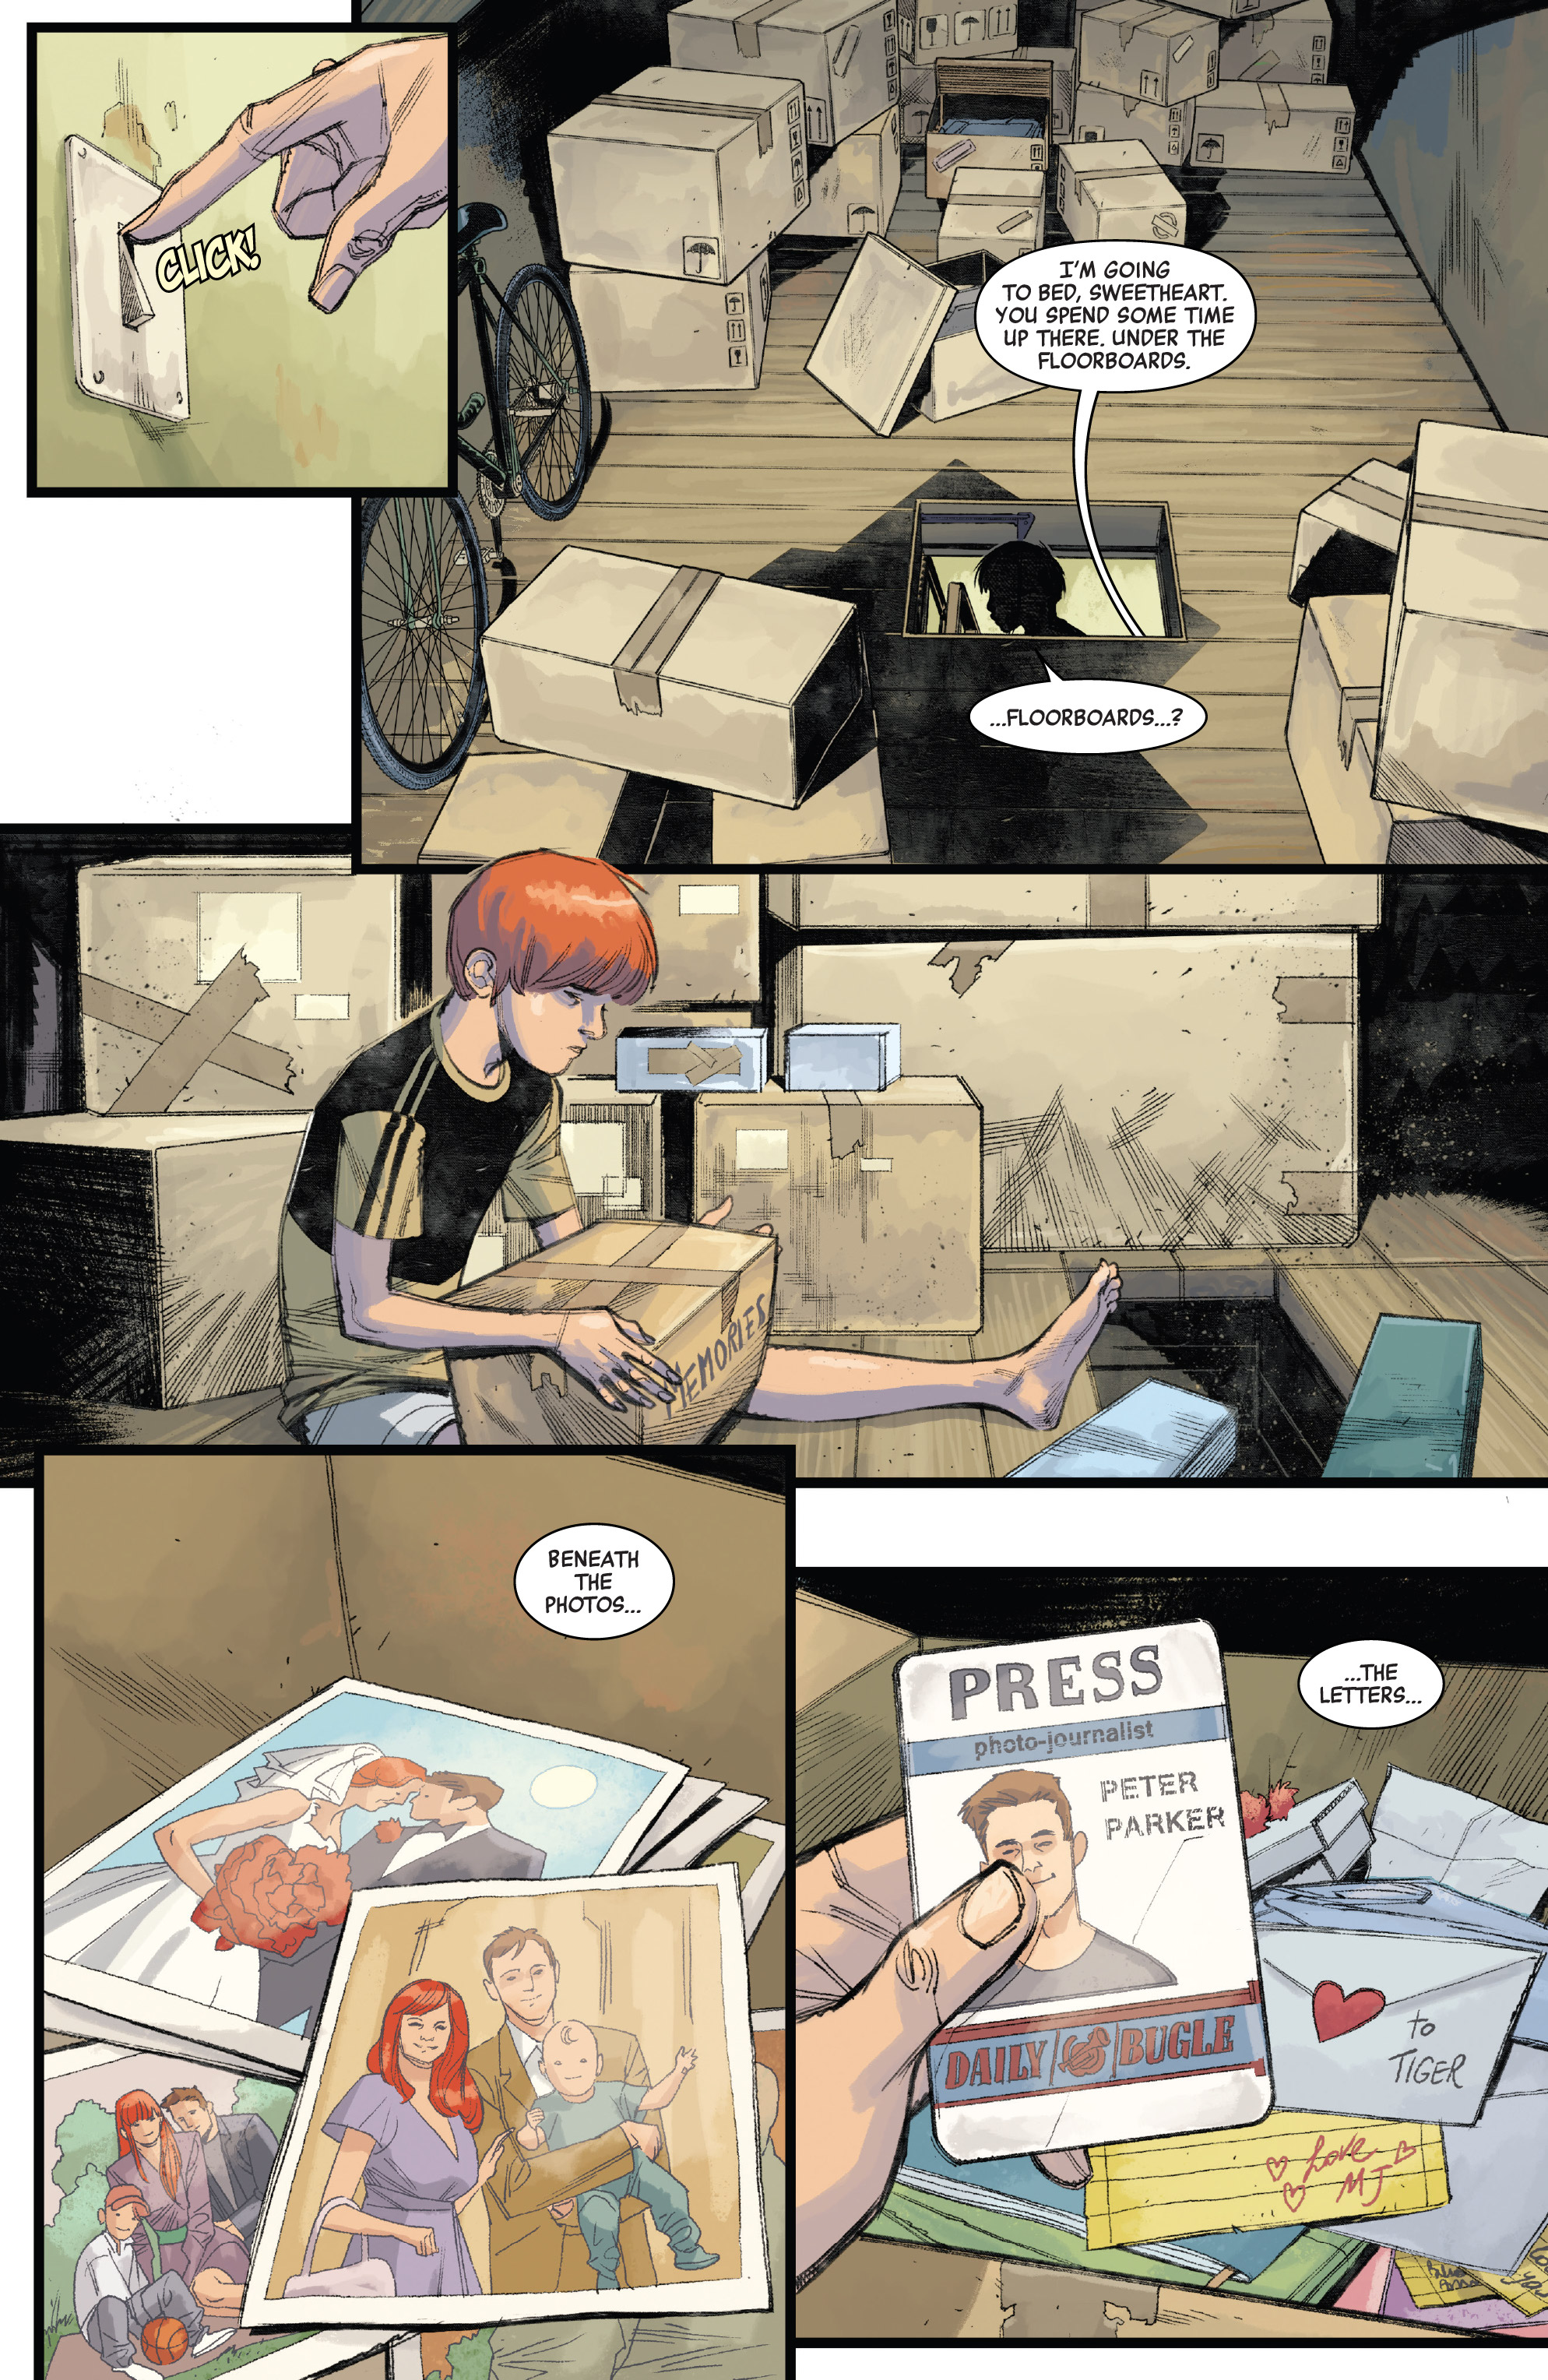 CLICK!
I'M GOING
TO BED, SWEETHEART.
YOU SPEND SOME TIME
UP THERE. UNDER THE
FLOORBOARDS.
...FLOORBOARDS...?
MEMORIES
BENEATH
THE
PHOTOS...
PRESS
photo-journalist
PETER
PARKER
DAILY BUGLE
...THE
LETTERS...
to
TIGER
Love
MJ